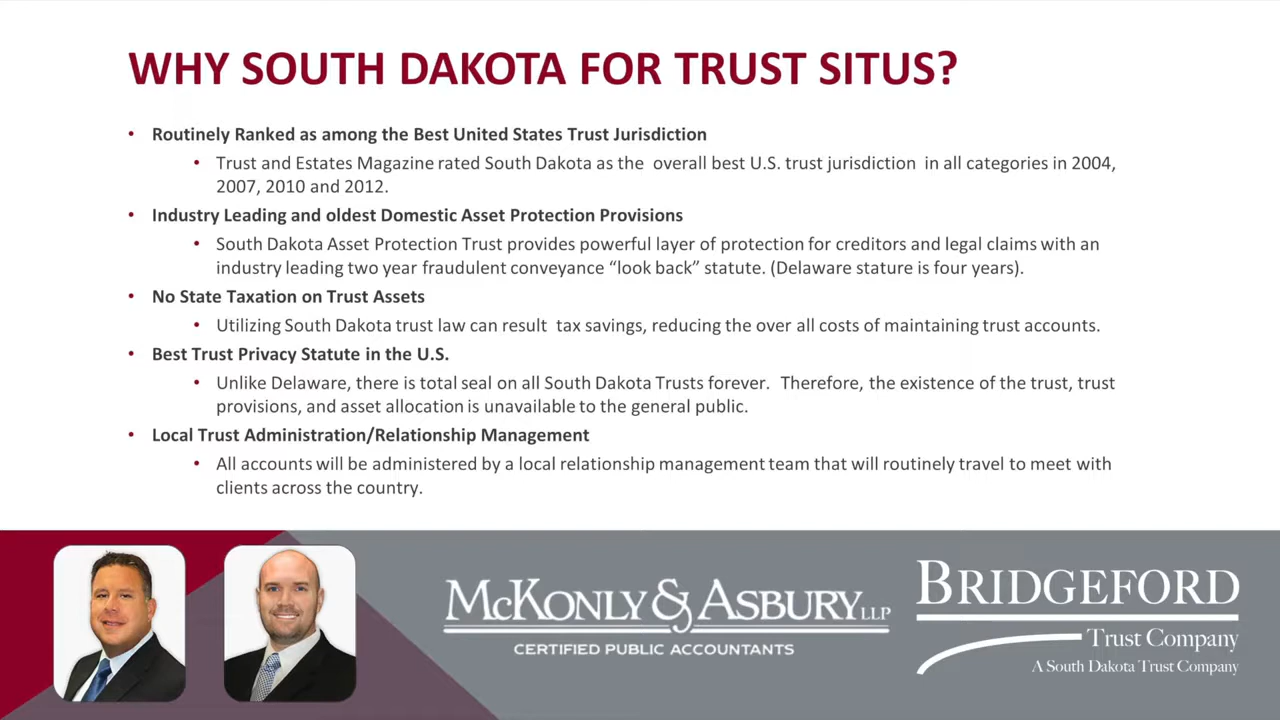 WHY SOUTH DAKOTA FOR TRUST SITUS?
• Routinely Ranked as among the Best United States Trust Jurisdiction
• Trust and Estates Magazine rated South Dakota as the  overall best U.S. trust jurisdiction  in all categories in 2004,
2007, 2010 and 2012.
• Industry Leading and oldest Domestic Asset Protection Provisions
• South Dakota Asset Protection Trust provides powerful layer of protection for creditors and legal claims with an
industry leading two year fraudulent conveyance “look back” statute. (Delaware stature is four years).
• No State Taxation on Trust Assets
• Utilizing South Dakota trust law can result  tax savings, reducing the over all costs of maintaining trust accounts.
• Best Trust Privacy Statute in the U.S.
• Unlike Delaware, there is total seal on all South Dakota Trusts forever.  Therefore, the existence of the trust, trust
provisions, and asset allocation is unavailable to the general public.
• Local Trust Administration/Relationship Management
• All accounts will be administered by a local relationship management team that will routinely travel to meet with
clients across the country.
McKonly & Asbury LLP
CERTIFIED PUBLIC ACCOUNTANTS
BRIDGEFORD
Trust Company
A South Dakota Trust Company